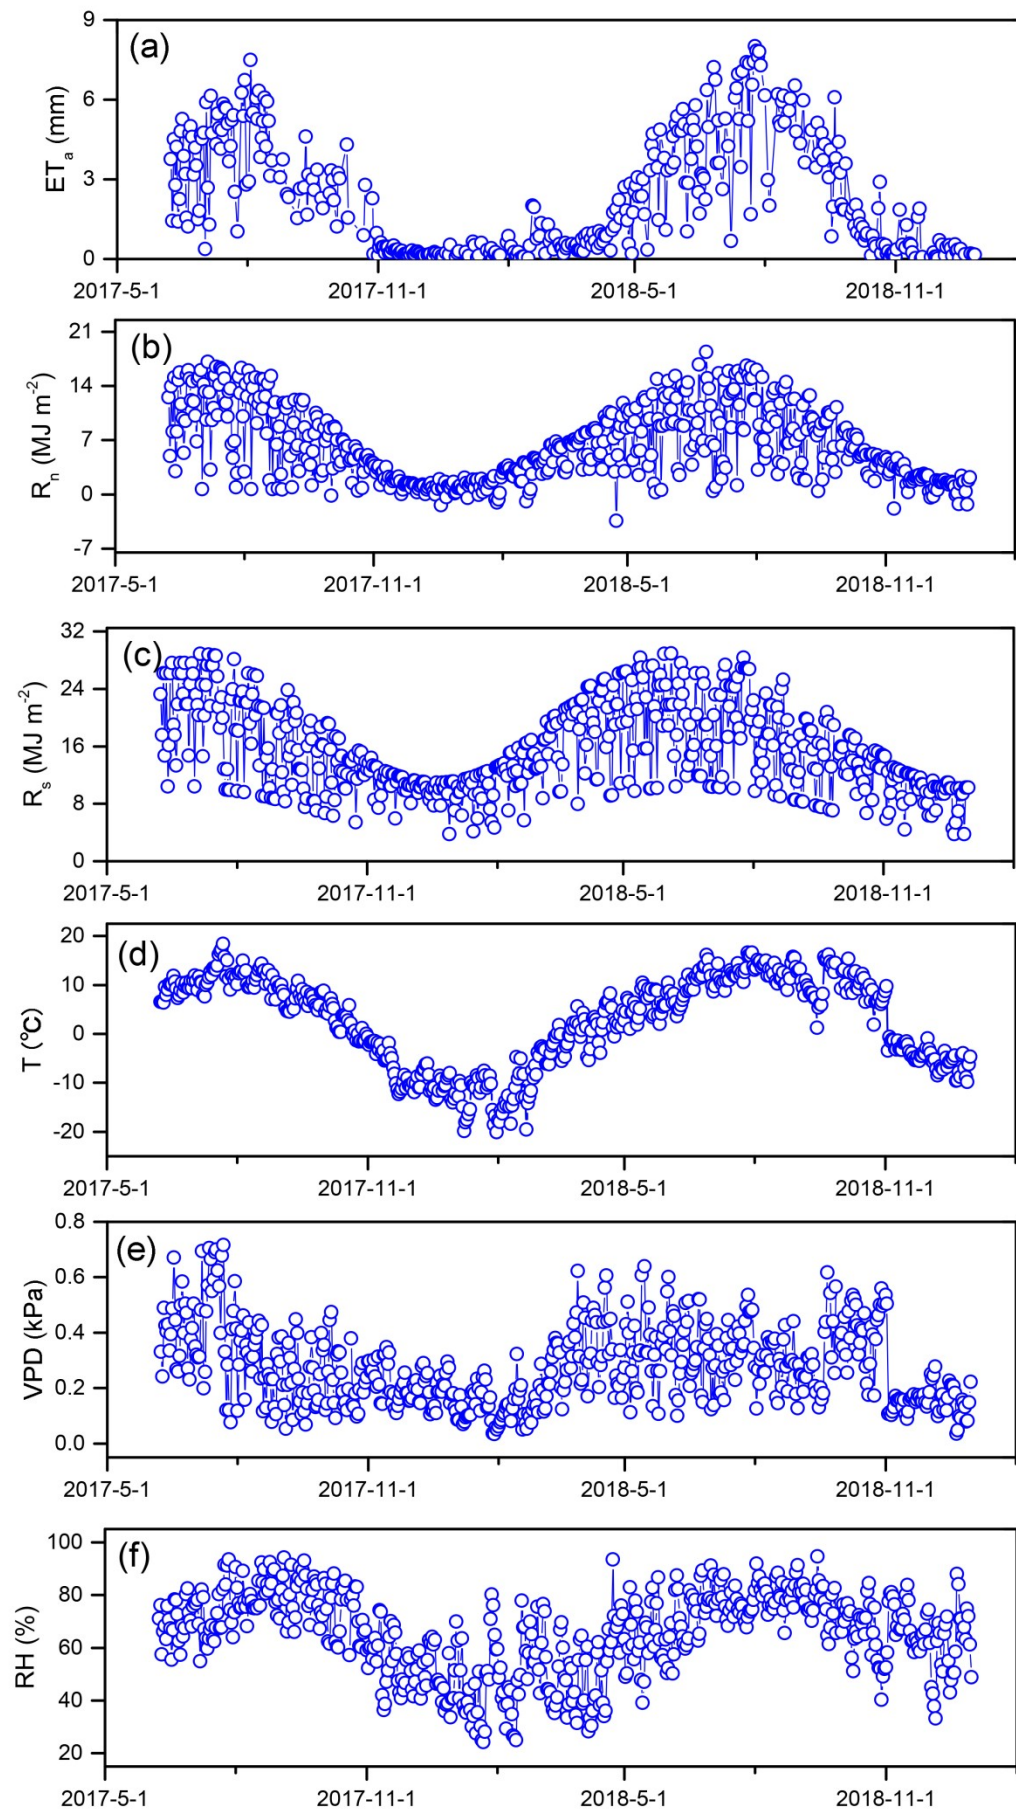 (a)
9
6
3
0
ETa (mm)
2017-5-1 2017-11-1 2018-5-1 2018-11-1
(b)
21
14
7
0
-7
Rn (MJ m-2)
2017-5-1 2017-11-1 2018-5-1 2018-11-1
(c)
32
24
16
8
0
Rs (MJ m-2)
2017-5-1 2017-11-1 2018-5-1 2018-11-1
(d)
20
10
0
-10
-20
T (℃)
2017-5-1 2017-11-1 2018-5-1 2018-11-1
(e)
0.8
0.6
0.4
0.2
0.0
VPD (kPa)
2017-5-1 2017-11-1 2018-5-1 2018-11-1
(f)
100
80
60
40
20
RH (%)
2017-5-1 2017-11-1 2018-5-1 2018-11-1